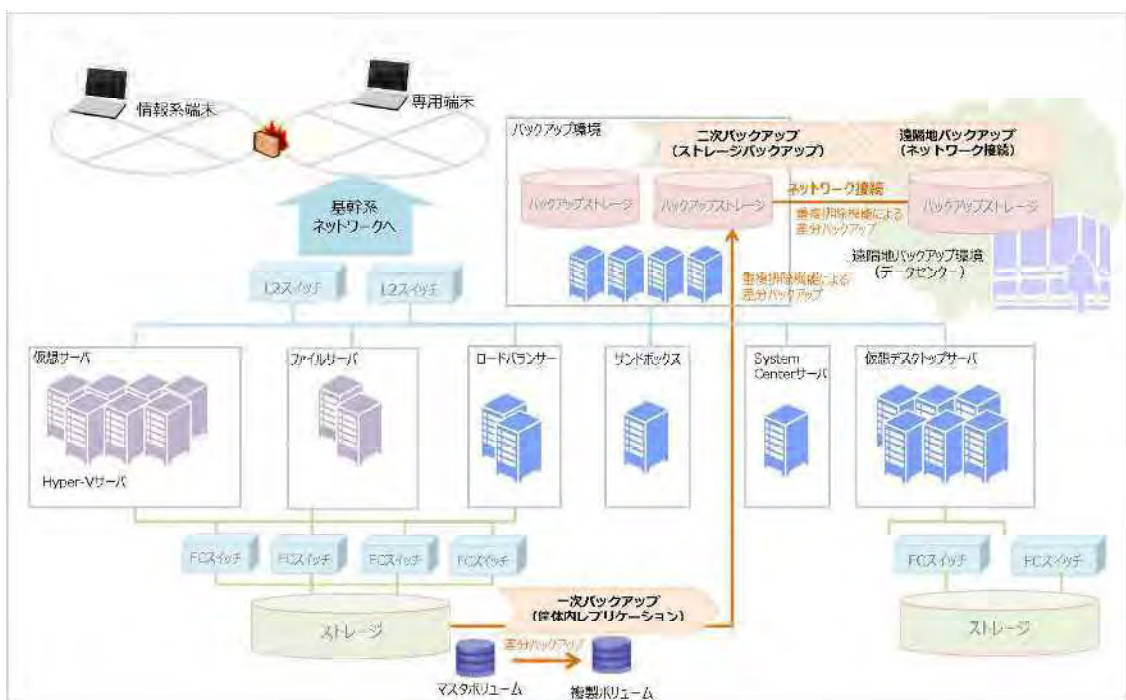 情報系端末
専用端末
基幹系
ネットワークへ
L2スイッチ
L2スイッチ
バックアップ環境
二次バックアップ
(ストレージバックアップ)
遠隔地バックアップ
(ネットワーク接続)
バックアップストレージ
バックアップストレージ
ネットワーク接続
重複排除機能による
差分バックアップ
バックアップストレージ
遠隔地バックアップ環境
(データセンター)
重複排除機能による
差分バックアップ
仮想サーバ
Hyper-Vサーバ
ファイルサーバ
ロードバランサー
サンドボックス
System
Centerサーバ
仮想デスクトップサーバ
FCスイッチ
FCスイッチ
FCスイッチ
FCスイッチ
FCスイッチ
FCスイッチ
ストレージ
一次バックアップ
(筐体内レプリケーション)
差分バックアップ
マスタボリューム
複製ボリューム
ストレージ